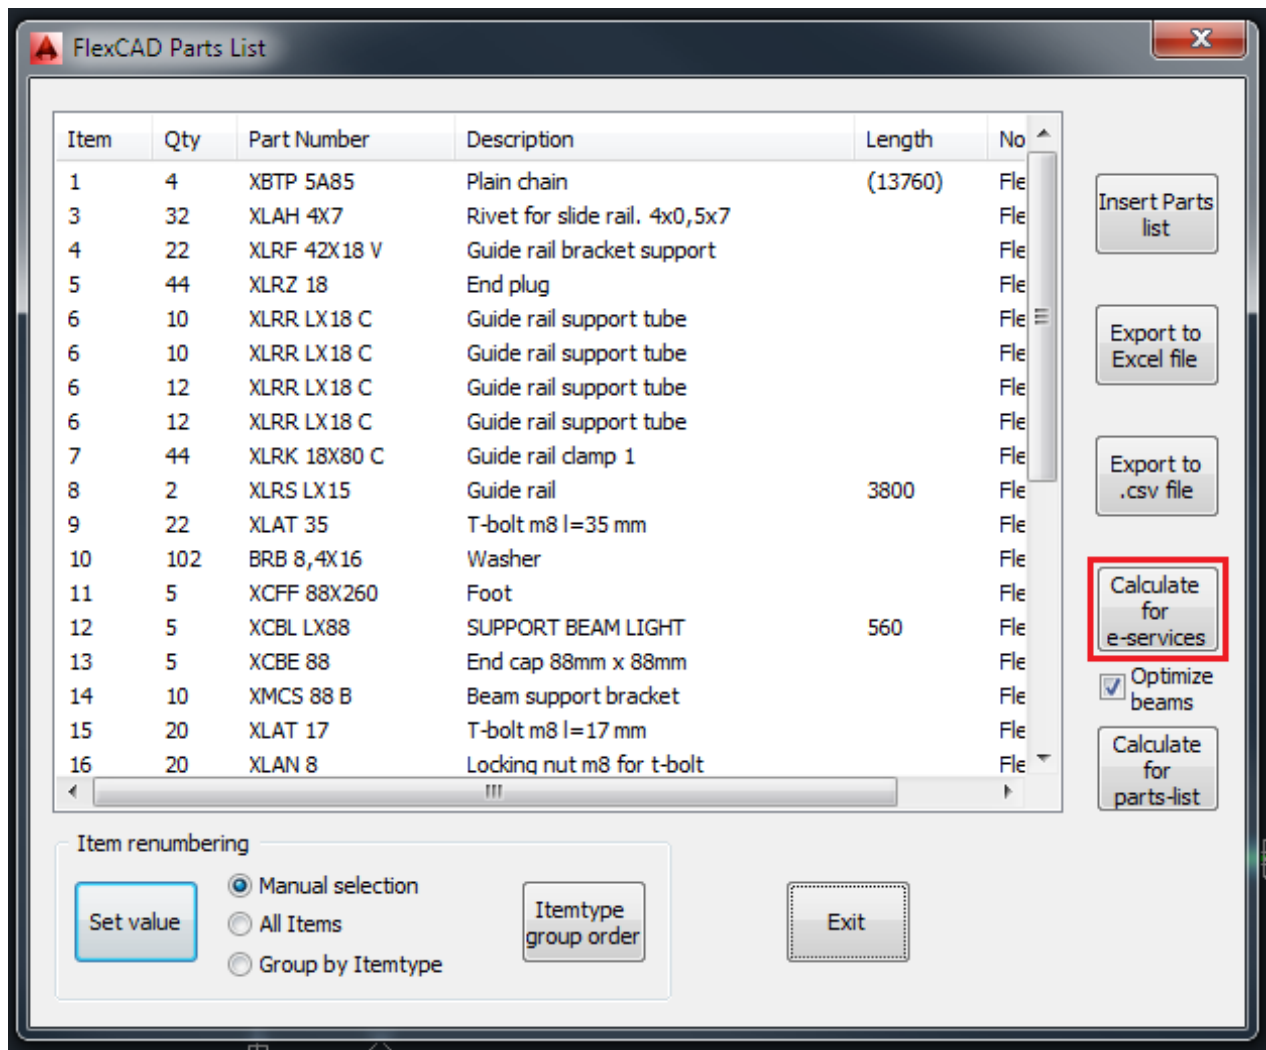 FlexCAD Parts List
Item Qty Part Number Description Length No
1 4 XBTP 5A85 Plain chain (13760) Fle
3 32 XLAH 4X7 Rivet for slide rail. 4x0,5x7 Fle
4 22 XLRF 42X18 V Guide rail bracket support Fle
5 44 XLRZ 18 End plug Fle
6 10 XLRR LX18 C Guide rail support tube Fle
6 10 XLRR LX18 C Guide rail support tube Fle
6 12 XLRR LX18 C Guide rail support tube Fle
6 12 XLRR LX18 C Guide rail support tube Fle
7 44 XLRK 18X80 C Guide rail clamp 1 Fle
8 2 XLRS LX15 Guide rail 3800 Fle
9 22 XLAT 35 T-bolt m8 l=35 mm Fle
10 102 BRB 8,4X16 Washer Fle
11 5 XCFF 88X260 Foot Fle
12 5 XCBL LX88 SUPPORT BEAM LIGHT 560 Fle
13 5 XCBE 88 End cap 88mm x 88mm Fle
14 10 XMCS 88 B Beam support bracket Fle
15 20 XLAT 17 T-bolt m8 l=17 mm Fle
16 20 XLAN 8 Locking nut m8 for t-bolt Fle
Insert Parts
list
Export to
Excel file
Export to
.csv file
Calculate
for
e-services
Optimize
beams
Calculate
for
parts-list
Item renumbering
Set value
Manual selection
All Items
Group by Itemtype
Itemtype
group order
Exit